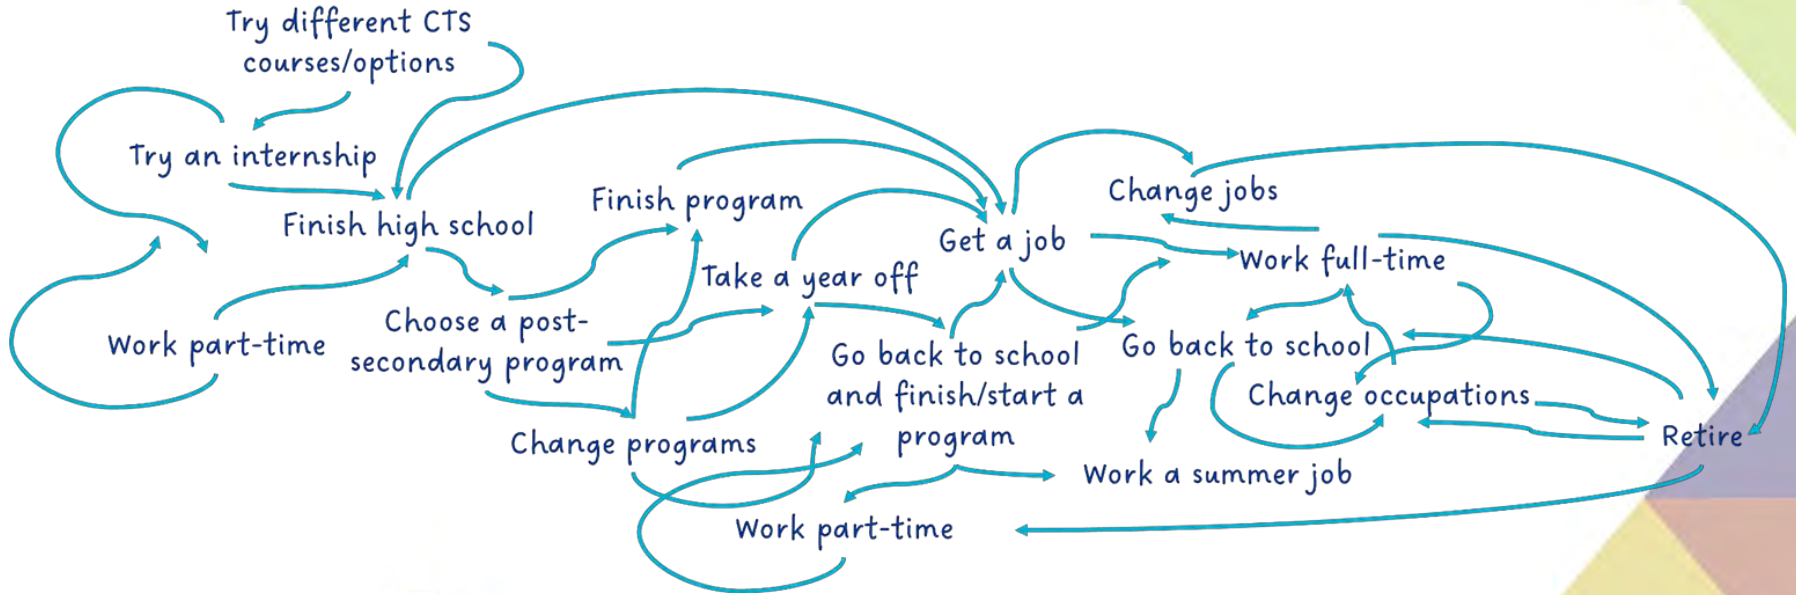 Try different CTS
courses/options
Try an internship
Finish high school
Work part-time
Choose a post-
secondary program
Finish program
Take a year off
Change programs
Go back to school
and finish/start a
program
Work part-time
Get a job
Change jobs
Work full-time
Go back to school
Change occupations
Work a summer job
Retire